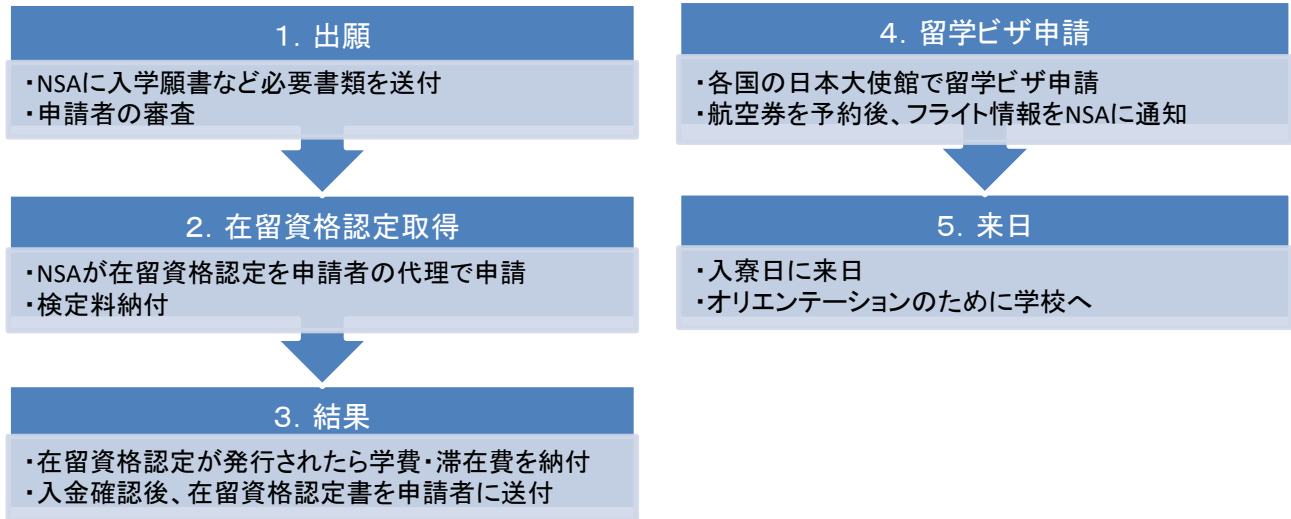 １．出願
・NSAに入学願書など必要書類を送付
・申請者の審査
２．在留資格認定取得
・NSAが在留資格認定を申請者の代理で申請
・検定料納付
３．結果
・在留資格認定が発行されたら学費・滞在費を納付
・入金確認後、在留資格認定書を申請者に送付
４．留学ビザ申請
・各国の日本大使館で留学ビザ申請
・航空券を予約後、フライト情報をNSAに通知
５．来日
・入寮日に来日
・オリエンテーションのために学校へ